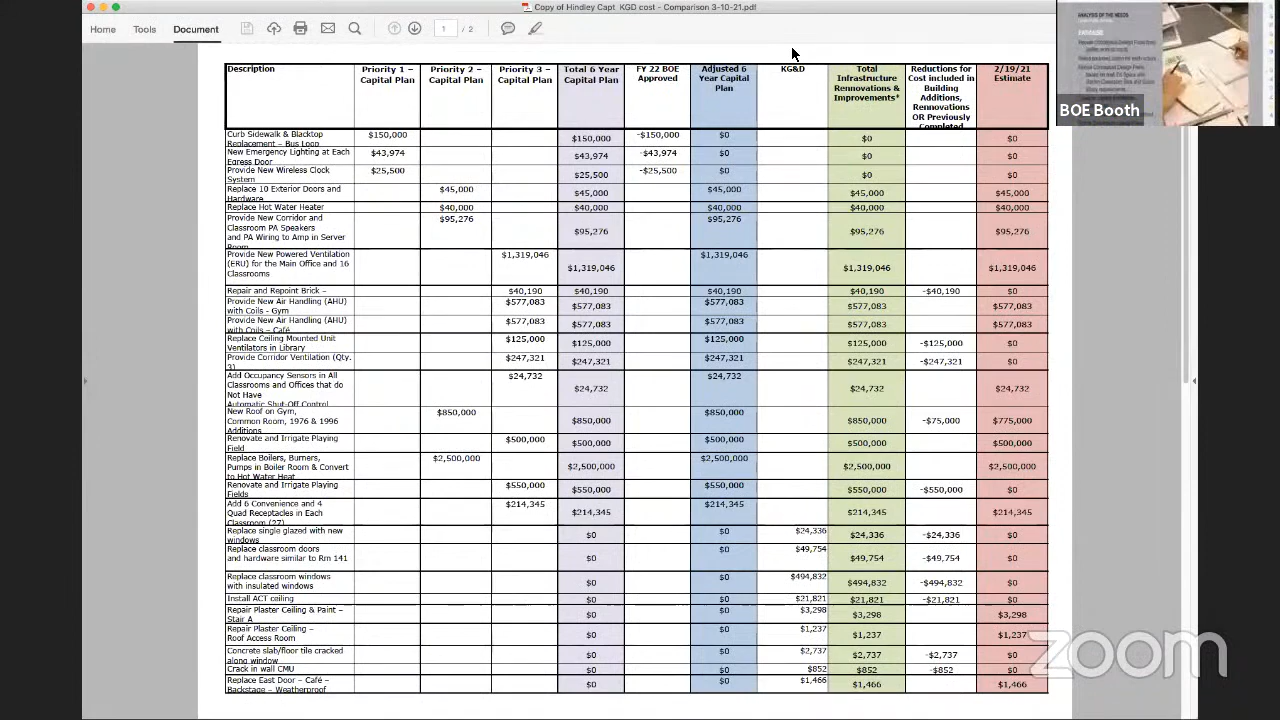 Copy of Hindley Capt KGD cost - Comparison 3-10-21.pdf
Home Tools Document 1 / 2
ANALYSIS OF THE NEEDS
BOE Booth
Description Priority 1 – Capital Plan Priority 2 – Capital Plan Priority 3 – Capital Plan Total 6 Year Capital Plan FY 22 BOE Approved Adjusted 6 Year Capital Plan KG&D Total Infrastructure Rennovations & Improvements* Reductions for Cost included in Building Additions, Renovations OR Previously Completed 2/19/21 Estimate
Curb Sidewalk & Blacktop Replacement – Bus Loop $150,000 $150,000 -$150,000 $0 $0 $0
New Emergency Lighting at Each Egress Door $43,974 $43,974 -$43,974 $0 $0 $0
Provide New Wireless Clock System $25,500 $25,500 -$25,500 $0 $0 $0
Replace 10 Exterior Doors and Hardware $45,000 $45,000 $45,000 $45,000 $45,000
Replace Hot Water Heater $40,000 $40,000 $40,000 $40,000 $40,000
Provide New Corridor and Classroom PA Speakers and PA Wiring to Amp in Server Room $95,276 $95,276 $95,276 $95,276 $95,276
Provide New Powered Ventilation (ERU) for the Main Office and 16 Classrooms $1,319,046 $1,319,046 $1,319,046 $1,319,046 $1,319,046
Repair and Repoint Brick – $40,190 $40,190 $40,190 $40,190 -$40,190 $0
Provide New Air Handling (AHU) with Coils - Gym $577,083 $577,083 $577,083 $577,083 $577,083
Provide New Air Handling (AHU) with Coils – Café $577,083 $577,083 $577,083 $577,083 $577,083
Replace Ceiling Mounted Unit Ventilators in Library $125,000 $125,000 $125,000 $125,000 -$125,000 $0
Provide Corridor Ventilation (Qty. 3) $247,321 $247,321 $247,321 $247,321 -$247,321 $0
Add Occupancy Sensors in All Classrooms and Offices that do Not Have Automatic Shut-Off Control $24,732 $24,732 $24,732 $24,732 $24,732
New Roof on Gym, Common Room, 1976 & 1996 Additions $850,000 $850,000 $850,000 $850,000 -$75,000 $775,000
Renovate and Irrigate Playing Field $500,000 $500,000 $500,000 $500,000 $500,000
Replace Boilers, Burners, Pumps in Boiler Room & Convert to Hot Water Heat $2,500,000 $2,500,000 $2,500,000 $2,500,000 $2,500,000
Renovate and Irrigate Playing Fields $550,000 $550,000 $550,000 $550,000 -$550,000 $0
Add 6 Convenience and 4 Quad Receptacles in Each Classroom (27) $214,345 $214,345 $214,345 $214,345 $214,345
Replace single glazed with new windows $0 $0 $24,336 $24,336 -$24,336 $0
Replace classroom doors and hardware similar to Rm 141 $0 $0 $49,754 $49,754 -$49,754 $0
Replace classroom windows with insulated windows $0 $0 $494,832 $494,832 -$494,832 $0
Install ACT ceiling $0 $0 $21,821 $21,821 -$21,821 $0
Repair Plaster Ceiling & Paint – Stair A $0 $0 $3,298 $3,298 $3,298
Repair Plaster Ceiling – Roof Access Room $0 $0 $1,237 $1,237 $1,237
Concrete slab/floor tile cracked along window $0 $0 $2,737 $2,737 -$2,737 $0
Crack in wall CMU $0 $0 $852 $852 -$852 $0
Replace East Door – Café – Backstage – Weatherproof $0 $0 $1,466 $1,466 $1,466
zoom